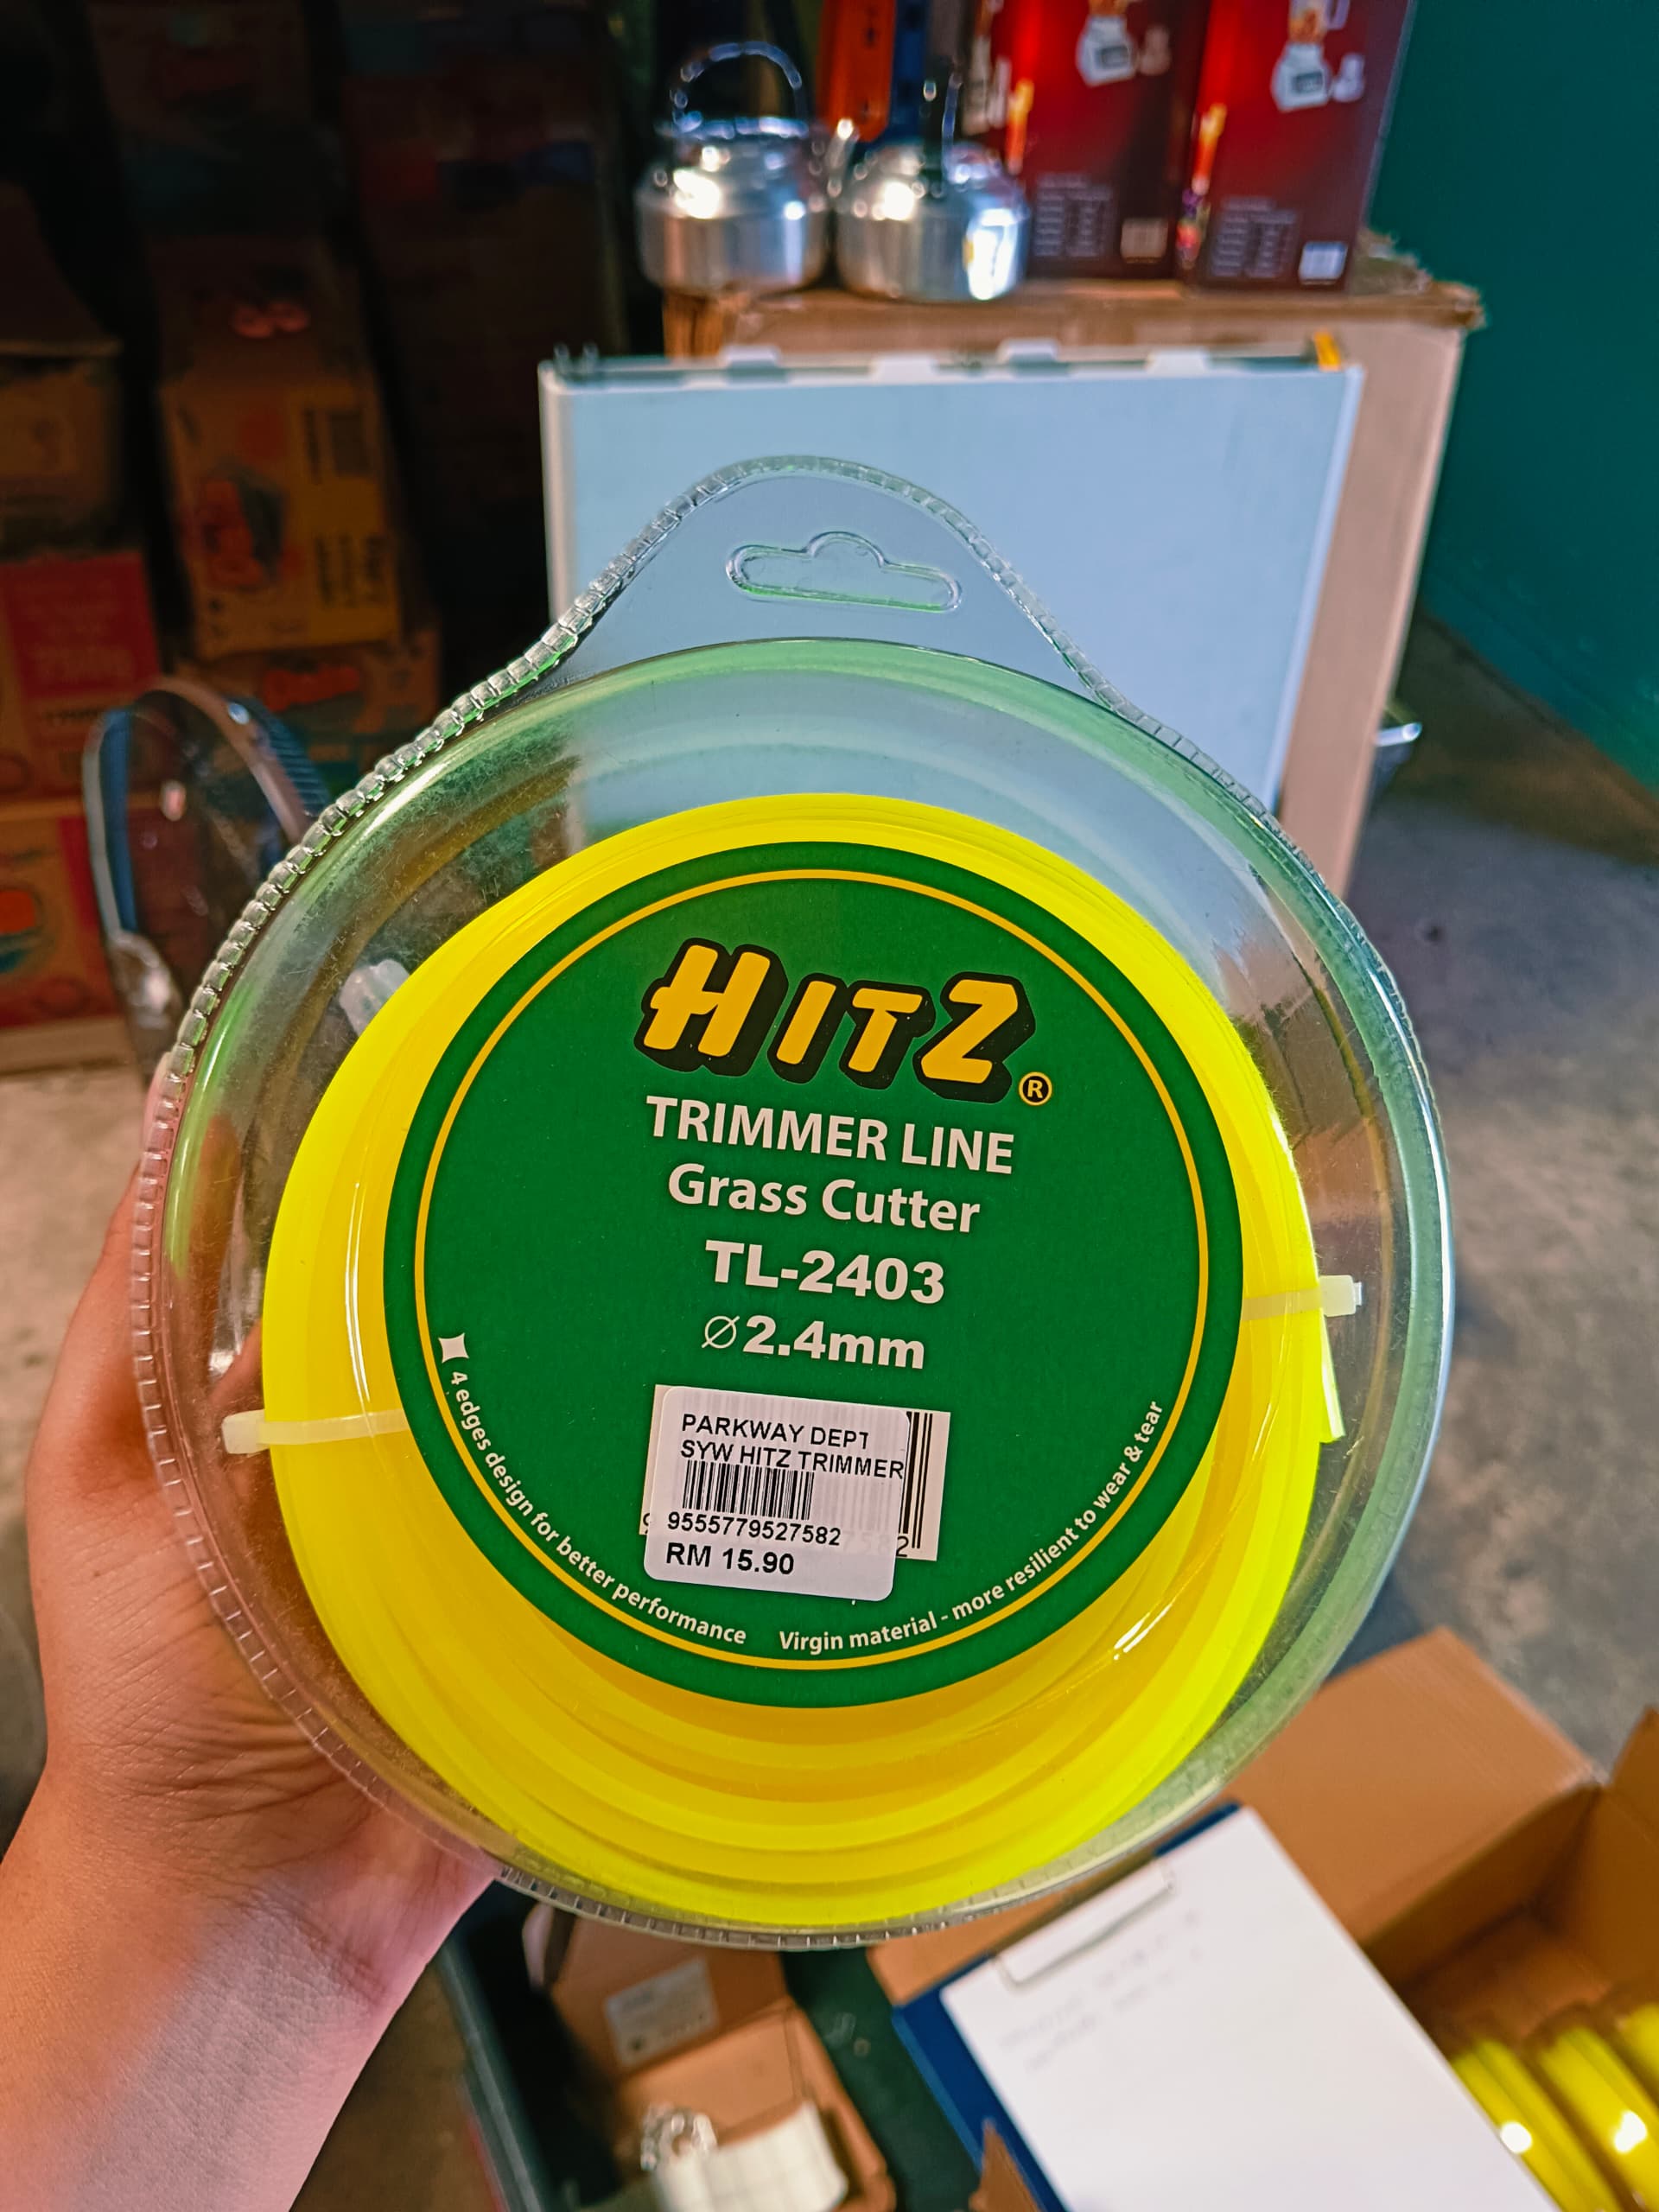 HITZ®
TRIMMER LINE
Grass Cutter
TL-2403
Ø2.4mm
PARKWAY DEPT
SYW HITZ TRIMMER
9555779527582
RM 15.90
4 edges design for better performance
Virgin material - more resilient to wear & tear